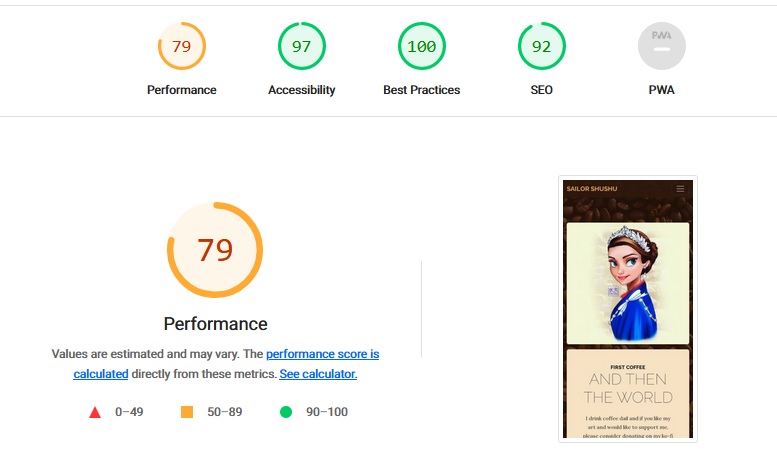 79
97
100
92
PWA
Performance
Accessibility
Best Practices
SEO
PWA
79
Performance
Values are estimated and may vary. The performance score is
calculated directly from these metrics. See calculator.
0–49
50–89
90–100
SAILOR SHUSHU
FIRST COFFEE
AND THEN
THE WORLD
I drink coffee dail and if you like my
art and would like to support me,
please consider donating on my ko-fi